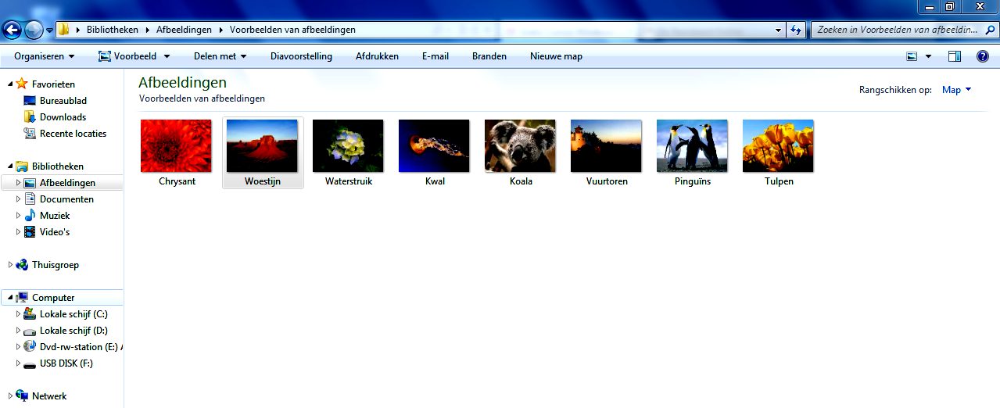 Bibliotheken Afbeeldingen Voorbeelden van afbeeldingen
Zoeken in Voorbeelden van afbeeldin...
Organiseren Voorbeeld Delen met Diavoorstelling Afdrukken E-mail Branden Nieuwe map
Favorieten
Bureaublad
Downloads
Recente locaties
Bibliotheken
Afbeeldingen
Documenten
Muziek
Video's
Thuisgroep
Computer
Lokale schijf (C:)
Lokale schijf (D:)
Dvd-rw-station (E:) A
USB DISK (F:)
Netwerk
Afbeeldingen
Voorbeelden van afbeeldingen
Rangschikken op: Map
Chrysant Woestijn Waterstruik Kwal Koala Vuurtoren Pinguïns Tulpen